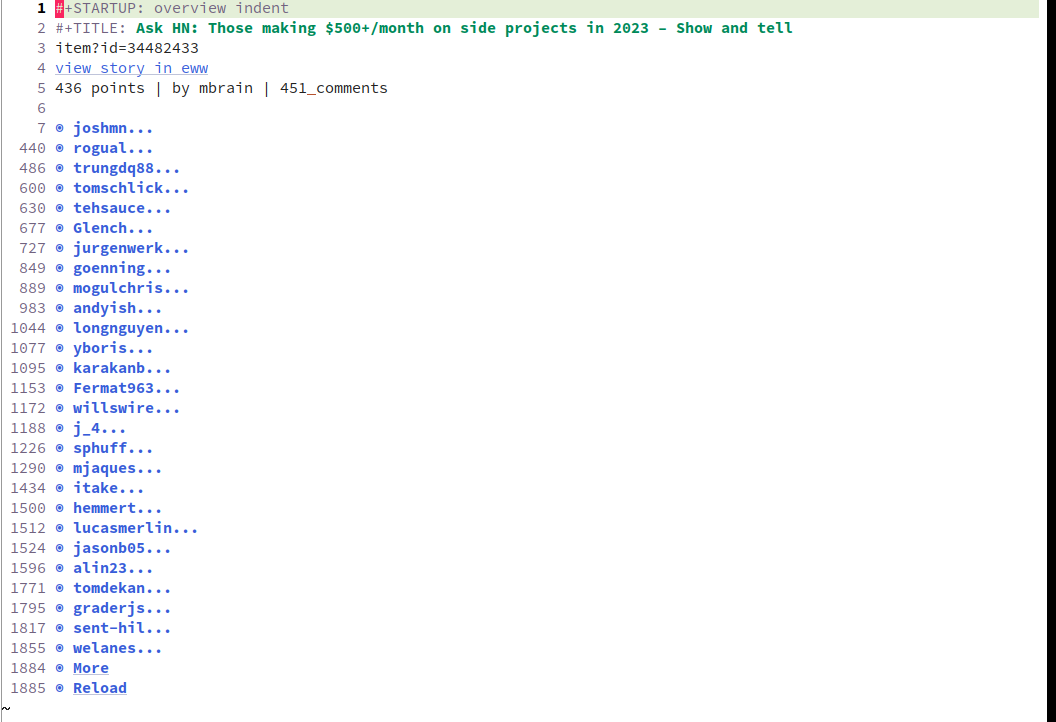 1 #+STARTUP: overview indent
2 #+TITLE: Ask HN: Those making $500+/month on side projects in 2023 – Show and tell
3 item?id=34482433
4 view story in eww
5 436 points | by mbrain | 451_comments
6
7 ◉ joshmn...
440 ◉ rogual...
486 ◉ trungdq88...
600 ◉ tomschlick...
630 ◉ tehsauce...
677 ◉ Glench...
727 ◉ jurgenwerk...
849 ◉ goenning...
889 ◉ mogulchris...
983 ◉ andyish...
1044 ◉ longnguyen...
1077 ◉ yboris...
1095 ◉ karakanb...
1153 ◉ Fermat963...
1172 ◉ willswire...
1188 ◉ j_4...
1226 ◉ sphuff...
1290 ◉ mjaques...
1434 ◉ itake...
1500 ◉ hemmert...
1512 ◉ lucasmerlin...
1524 ◉ jasonb05...
1596 ◉ alin23...
1771 ◉ tomdekan...
1795 ◉ graderjs...
1817 ◉ sent-hil...
1855 ◉ welanes...
1884 ◉ More
1885 ◉ Reload
~